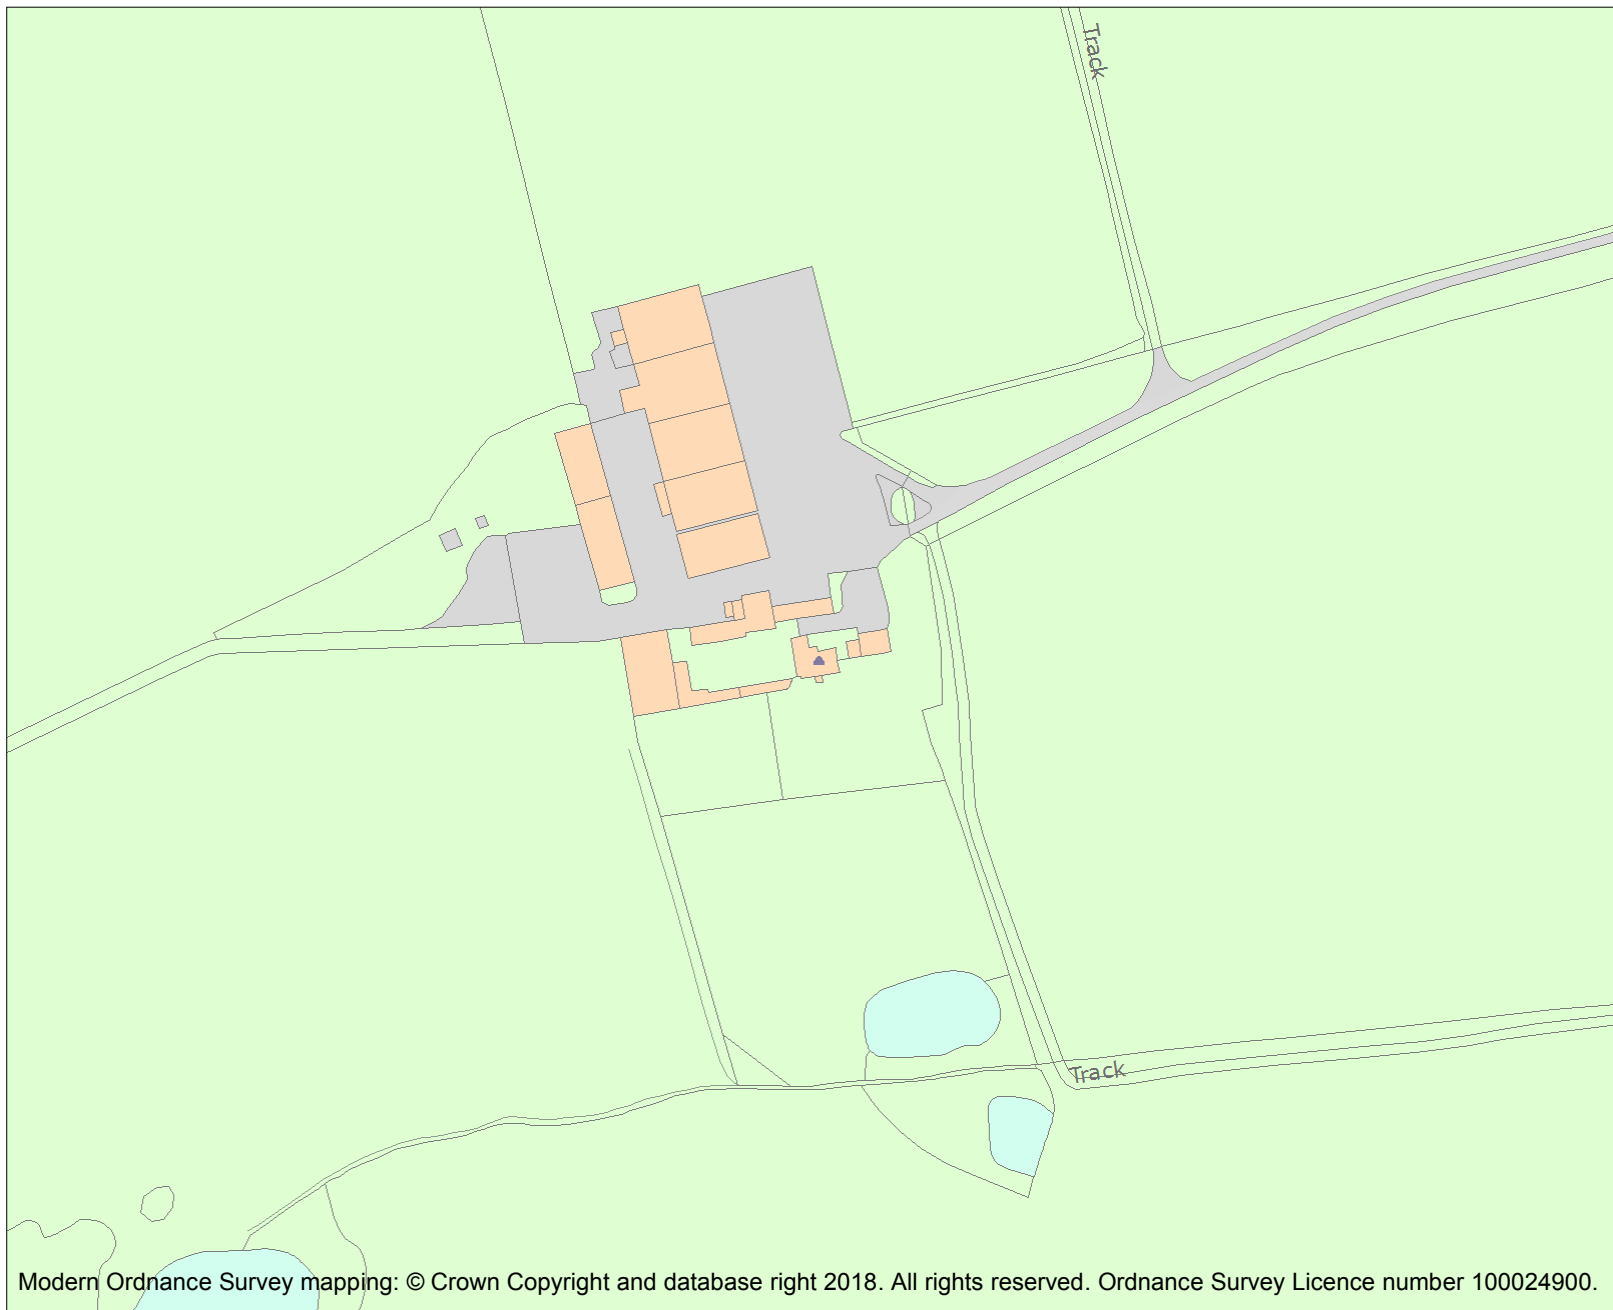 Track
Track
Modern Ordnance Survey mapping: © Crown Copyright and database right 2018. All rights reserved. Ordnance Survey Licence number 100024900.